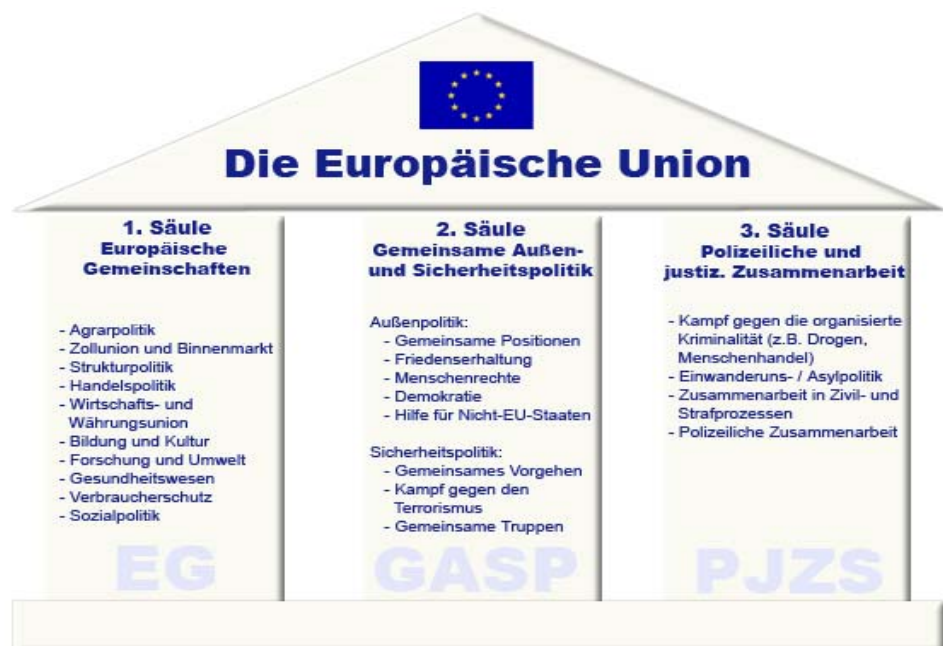 Die Europäische Union
1. Säule
Europäische
Gemeinschaften
- Agrarpolitik
- Zollunion und Binnenmarkt
- Strukturpolitik
- Handelspolitik
- Wirtschafts- und
Währungsunion
- Bildung und Kultur
- Forschung und Umwelt
- Gesundheitswesen
- Verbraucherschutz
- Sozialpolitik
EG
2. Säule
Gemeinsame Außen-
und Sicherheitspolitik
Außenpolitik:
- Gemeinsame Positionen
- Friedenserhaltung
- Menschenrechte
- Demokratie
- Hilfe für Nicht-EU-Staaten
Sicherheitspolitik:
- Gemeinsames Vorgehen
- Kampf gegen den
Terrorismus
- Gemeinsame Truppen
GASP
3. Säule
Polizeiliche und
justiz. Zusammenarbeit
- Kampf gegen die organisierte
Kriminalität (z.B. Drogen,
Menschenhandel)
- Einwanderuns- / Asylpolitik
- Zusammenarbeit in Zivil- und
Strafprozessen
- Polizeiliche Zusammenarbeit
PJZS